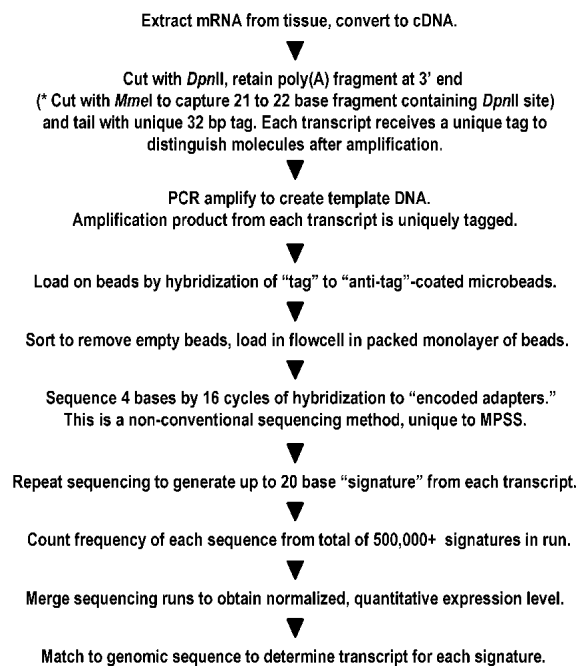 Extract mRNA from tissue, convert to cDNA.
Cut with DpnII, retain poly(A) fragment at 3' end
(* Cut with MmeI to capture 21 to 22 base fragment containing DpnII site)
and tail with unique 32 bp tag. Each transcript receives a unique tag to
distinguish molecules after amplification.
PCR amplify to create template DNA.
Amplification product from each transcript is uniquely tagged.
Load on beads by hybridization of “tag” to “anti-tag”-coated microbeads.
Sort to remove empty beads, load in flowcell in packed monolayer of beads.
Sequence 4 bases by 16 cycles of hybridization to “encoded adapters.”
This is a non-conventional sequencing method, unique to MPSS.
Repeat sequencing to generate up to 20 base “signature” from each transcript.
Count frequency of each sequence from total of 500,000+ signatures in run.
Merge sequencing runs to obtain normalized, quantitative expression level.
Match to genomic sequence to determine transcript for each signature.